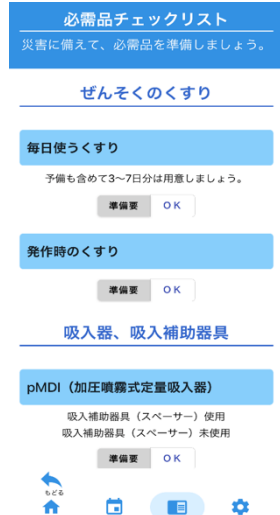 必需品チェックリスト
災害に備えて、必需品を準備しましょう。
ぜんそくのくすり
毎日使うくすり
予備も含めて3〜7日分は用意しましょう。
準備要 OK
発作時のくすり
準備要 OK
吸入器、吸入補助器具
pMDI（加圧噴霧式定量吸入器）
吸入補助器具（スペーサー）使用
吸入補助器具（スペーサー）未使用
準備要 OK
もどる